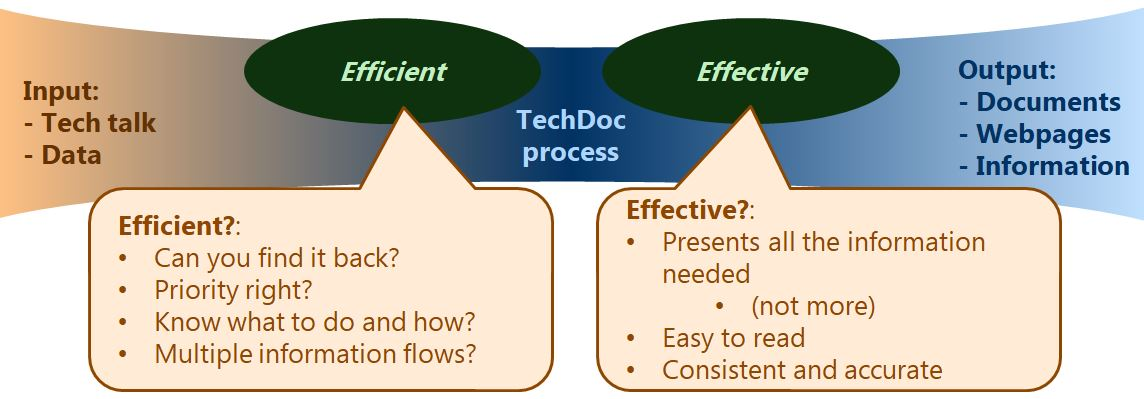 Efficient
Effective
Input:
- Tech talk
- Data
TechDoc
process
Output:
- Documents
- Webpages
- Information
Efficient?:
• Can you find it back?
• Priority right?
• Know what to do and how?
• Multiple information flows?
Effective?:
• Presents all the information
needed
• (not more)
• Easy to read
• Consistent and accurate